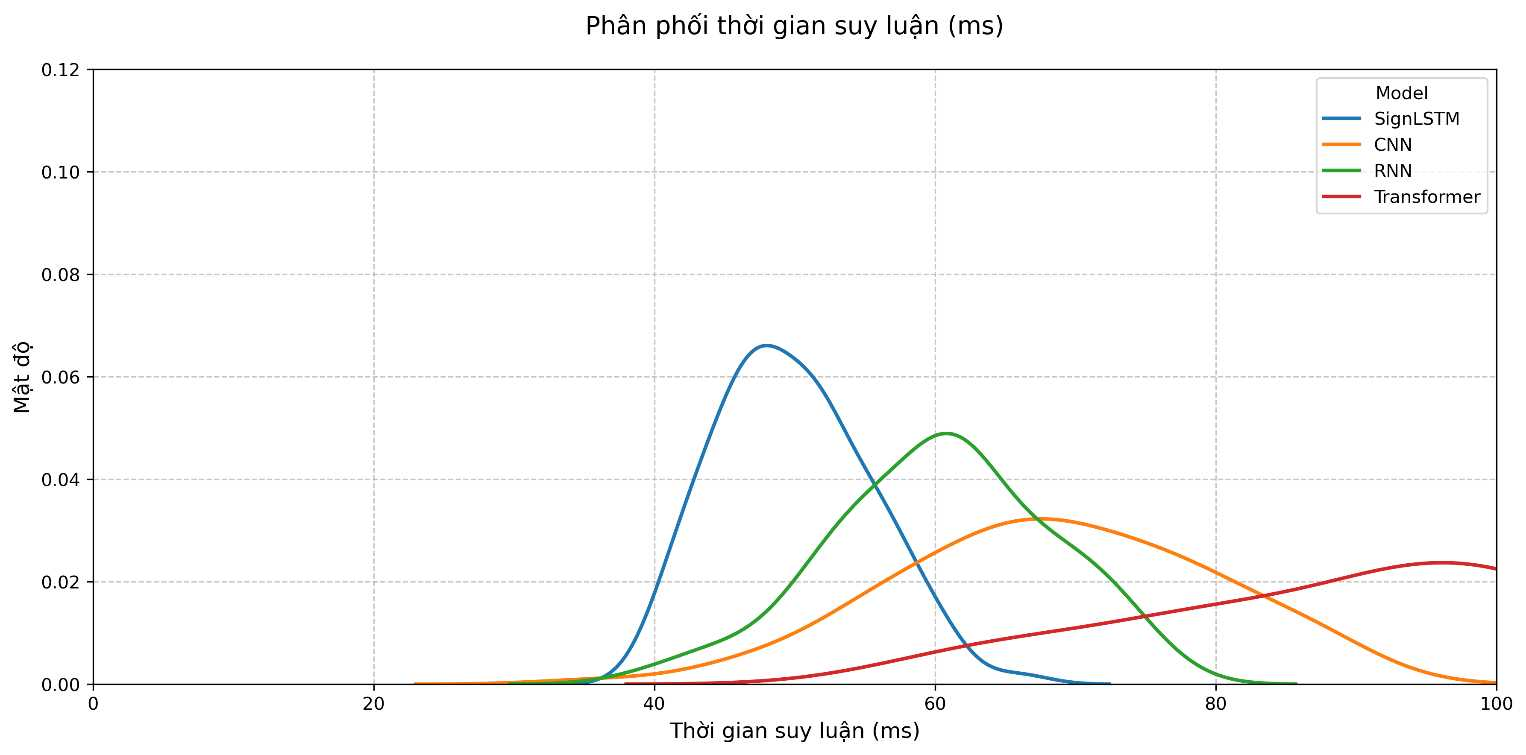 Phân phối thời gian suy luận (ms)
Model
SignLSTM
CNN
RNN
Transformer
Mật độ
0.12
0.10
0.08
0.06
0.04
0.02
0.00
0 20 40 60 80 100
Thời gian suy luận (ms)